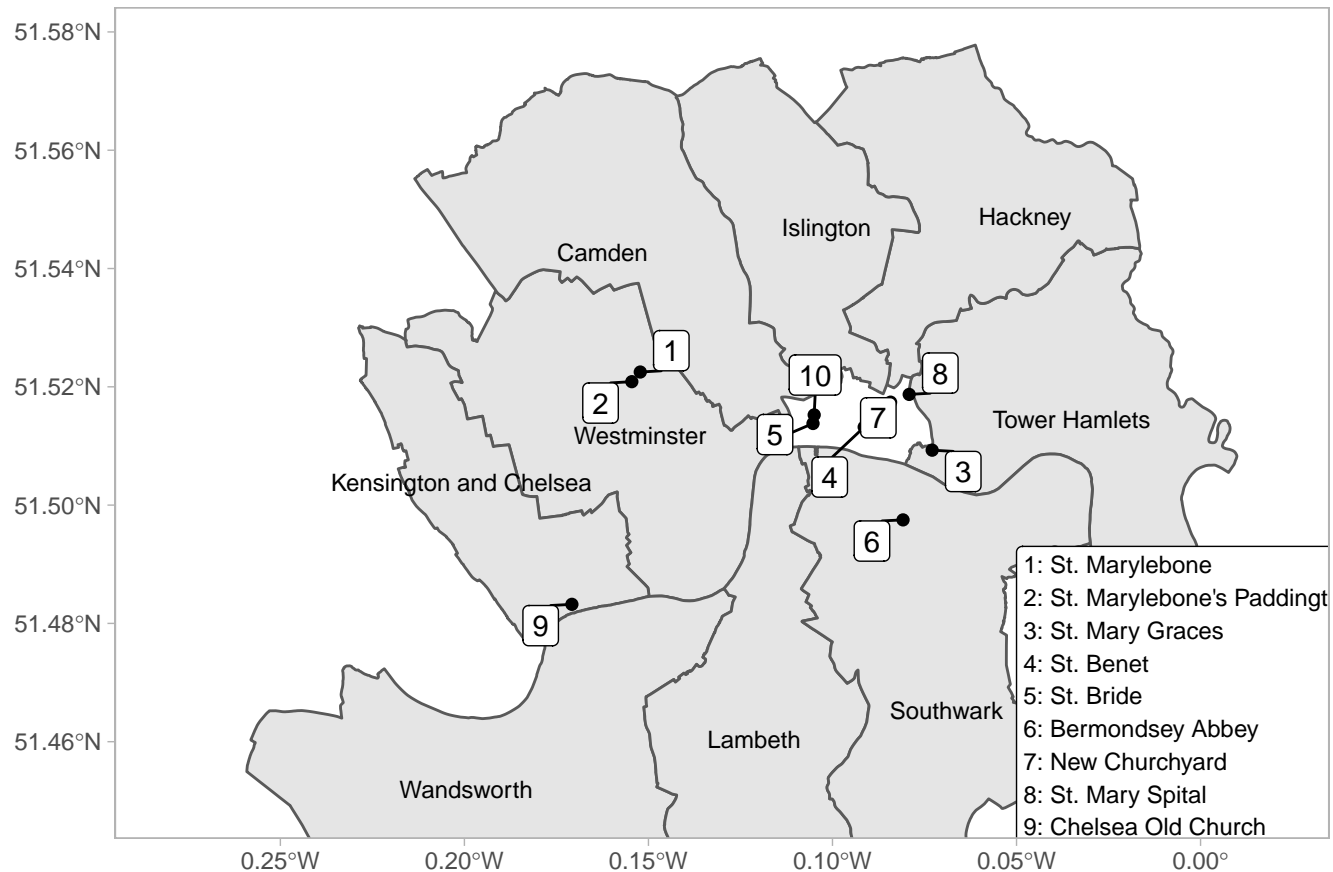 51.58°N
51.56°N
51.54°N
51.52°N
51.50°N
51.48°N
51.46°N
Hackney
Islington
Camden
1
10
8
2
7
Tower Hamlets
5
Westminster
4
3
Kensington and Chelsea
6
9
Southwark
Lambeth
Wandsworth
1: St. Marylebone
2: St. Marylebone's Paddingt
3: St. Mary Graces
4: St. Benet
5: St. Bride
6: Bermondsey Abbey
7: New Churchyard
8: St. Mary Spital
9: Chelsea Old Church
0.25°W
0.20°W
0.15°W
0.10°W
0.05°W
0.00°